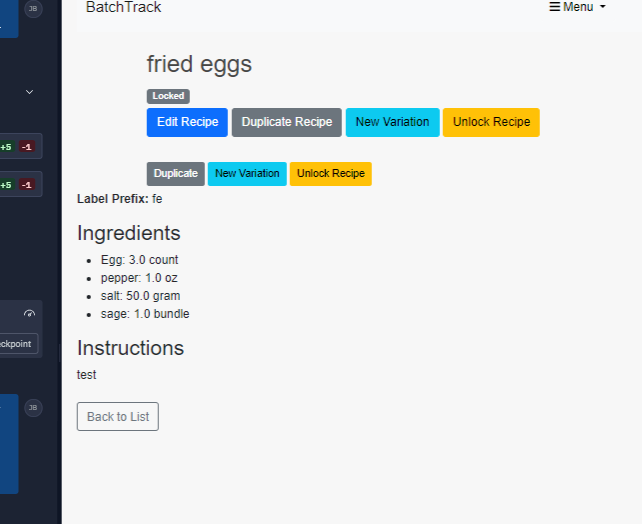 JB
BatchTrack
Menu
fried eggs
Locked
Edit Recipe Duplicate Recipe New Variation Unlock Recipe
+5 -1
Duplicate New Variation Unlock Recipe
+5 -1
Label Prefix: fe
Ingredients
Egg: 3.0 count
pepper: 1.0 oz
salt: 50.0 gram
sage: 1.0 bundle
ckpoint
Instructions
test
JB
Back to List